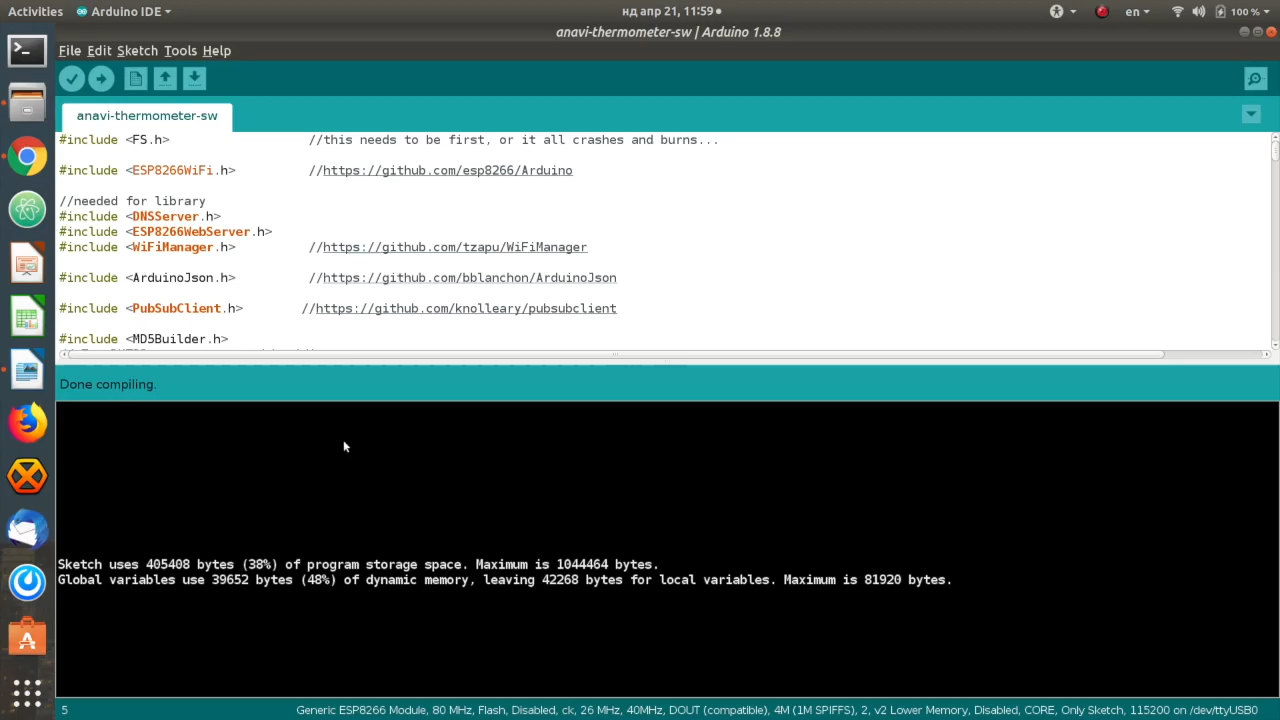 Activities Arduino IDE нд апр 21, 11:59 en 100 %
anavi-thermometer-sw | Arduino 1.8.8
File Edit Sketch Tools Help
anavi-thermometer-sw
#include <FS.h> //this needs to be first, or it all crashes and burns...
#include <ESP8266WiFi.h> //https://github.com/esp8266/Arduino
//needed for library
#include <DNSServer.h>
#include <ESP8266WebServer.h>
#include <WiFiManager.h> //https://github.com/tzapu/WiFiManager
#include <ArduinoJson.h> //https://github.com/bblanchon/ArduinoJson
#include <PubSubClient.h> //https://github.com/knolleary/pubsubclient
#include <MD5Builder.h>
Done compiling.
Sketch uses 405408 bytes (38%) of program storage space. Maximum is 1044464 bytes.
Global variables use 39652 bytes (48%) of dynamic memory, leaving 42268 bytes for local variables. Maximum is 81920 bytes.
5 Generic ESP8266 Module, 80 MHz, Flash, Disabled, ck, 26 MHz, 40MHz, DOUT (compatible), 4M (1M SPIFFS), 2, v2 Lower Memory, Disabled, CORE, Only Sketch, 115200 on /dev/ttyUSB0